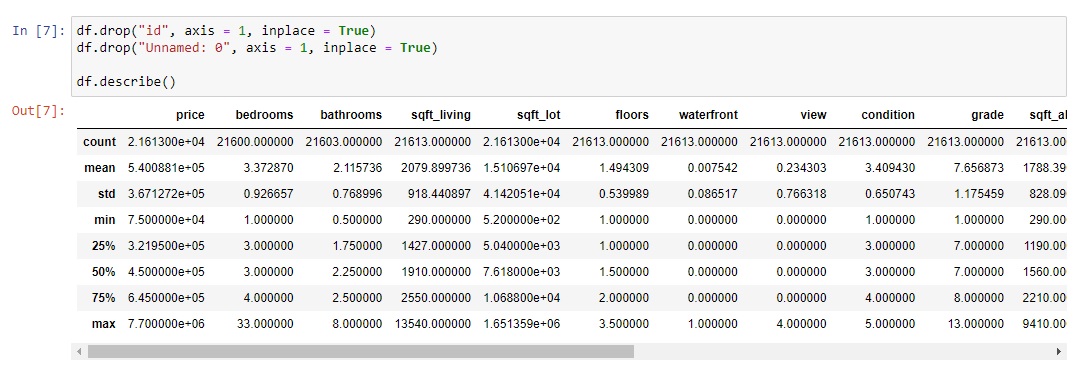 In [7]: df.drop("id", axis = 1, inplace = True)
df.drop("Unnamed: 0", axis = 1, inplace = True)
df.describe()
Out[7]:
price bedrooms bathrooms sqft_living sqft_lot floors waterfront view condition grade sqft_al
count 2.161300e+04 21600.000000 21603.000000 21613.000000 2.161300e+04 21613.000000 21613.000000 21613.000000 21613.000000 21613.000000 21613.00
mean 5.400881e+05 3.372870 2.115736 2079.899736 1.510697e+04 1.494309 0.007542 0.234303 3.409430 7.656873 1788.39
std 3.671272e+05 0.926657 0.768996 918.440897 4.142051e+04 0.539989 0.086517 0.766318 0.650743 1.175459 828.09
min 7.500000e+04 1.000000 0.500000 290.000000 5.200000e+02 1.000000 0.000000 0.000000 1.000000 1.000000 290.00
25% 3.219500e+05 3.000000 1.750000 1427.000000 5.040000e+03 1.000000 0.000000 0.000000 3.000000 7.000000 1190.00
50% 4.500000e+05 3.000000 2.250000 1910.000000 7.618000e+03 1.500000 0.000000 0.000000 3.000000 7.000000 1560.00
75% 6.450000e+05 4.000000 2.500000 2550.000000 1.068800e+04 2.000000 0.000000 0.000000 4.000000 8.000000 2210.00
max 7.700000e+06 33.000000 8.000000 13540.000000 1.651359e+06 3.500000 1.000000 4.000000 5.000000 13.000000 9410.00